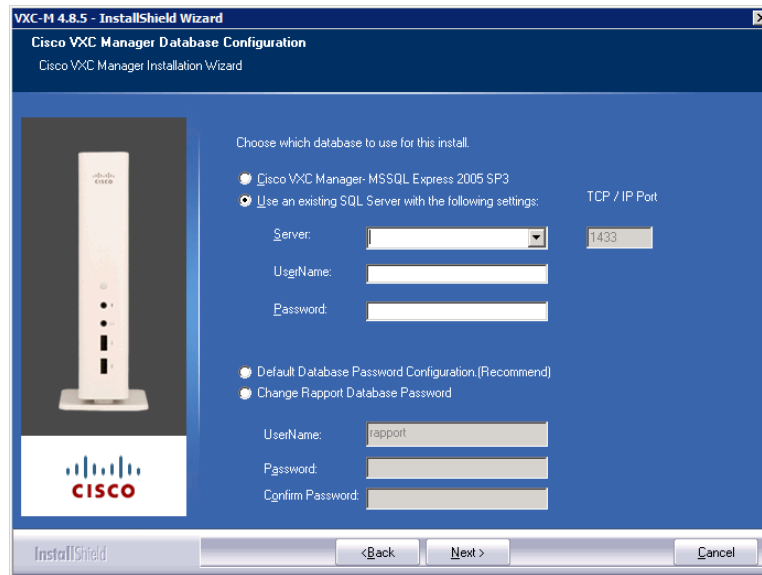 VXC-M 4.8.5 - InstallShield Wizard
Cisco VXC Manager Database Configuration
Cisco VXC Manager Installation Wizard
Choose which database to use for this install.
Cisco VXC Manager- MSSQL Express 2005 SP3
Use an existing SQL Server with the following settings:
TCP / IP Port
Server:
1433
UserName:
Password:
Default Database Password Configuration.(Recommend)
Change Rapport Database Password
UserName:
rapport
Password:
Confirm Password:
CISCO
CISCO
InstallShield
<Back
Next >
Cancel